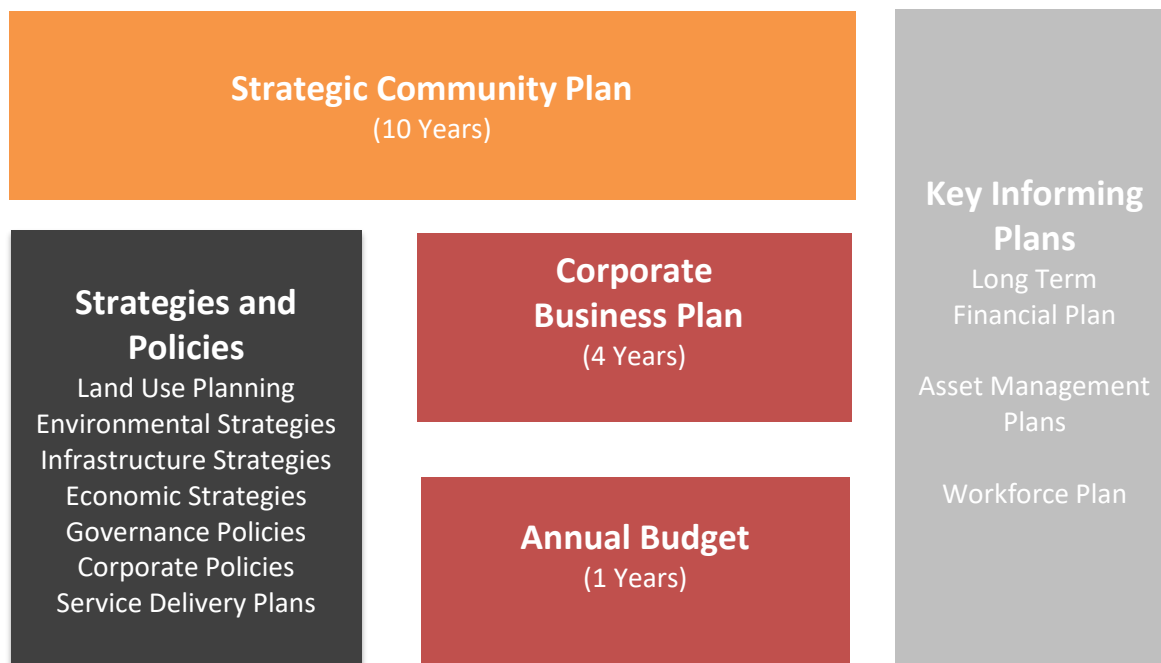 Strategic Community Plan
(10 Years)
Strategies and
Policies
Land Use Planning
Environmental Strategies
Infrastructure Strategies
Economic Strategies
Governance Policies
Corporate Policies
Service Delivery Plans
Corporate
Business Plan
(4 Years)
Annual Budget
(1 Years)
Key Informing
Plans
Long Term
Financial Plan
Asset Management
Plans
Workforce Plan